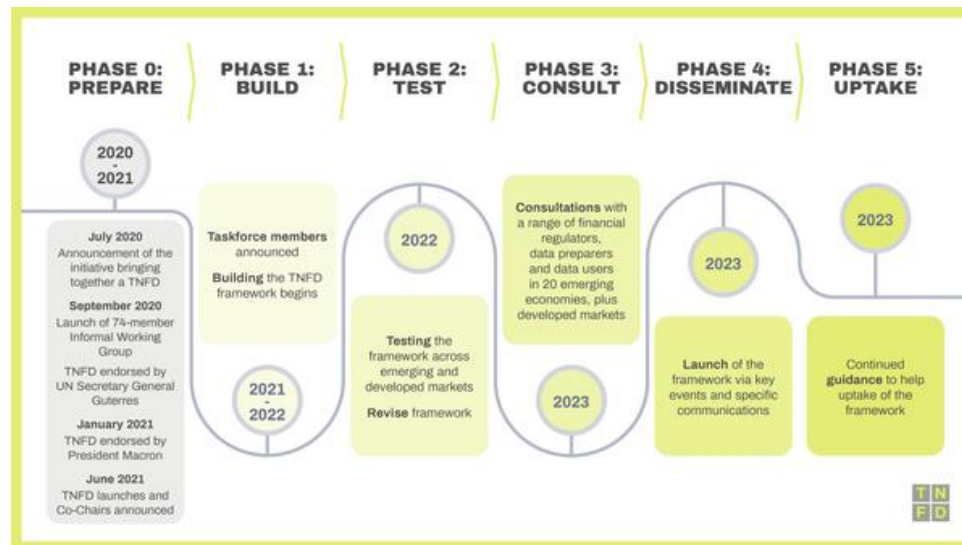 PHASE 0:
PREPARE
PHASE 1:
BUILD
PHASE 2:
TEST
PHASE 3:
CONSULT
PHASE 4:
DISSEMINATE
PHASE 5:
UPTAKE
2020
-
2021
July 2020
Announcement of the
initiative bringing
together a TNFD
September 2020
Launch of 74-member
Informal Working
Group
TNFD endorsed by
UN Secretary General
Guterres
January 2021
TNFD endorsed by
President Macron
June 2021
TNFD launches and
Co-Chairs announced
Taskforce members
announced
Building the TNFD
framework begins
2021
-
2022
2022
Testing the
framework across
emerging and
developed markets
Revise framework
Consultations with
a range of financial
regulators,
data preparers
and data users
in 20 emerging
economies, plus
developed markets
2023
2023
Launch of the
framework via key
events and specific
communications
2023
Continued
guidance to help
uptake of the
framework
T N
F D